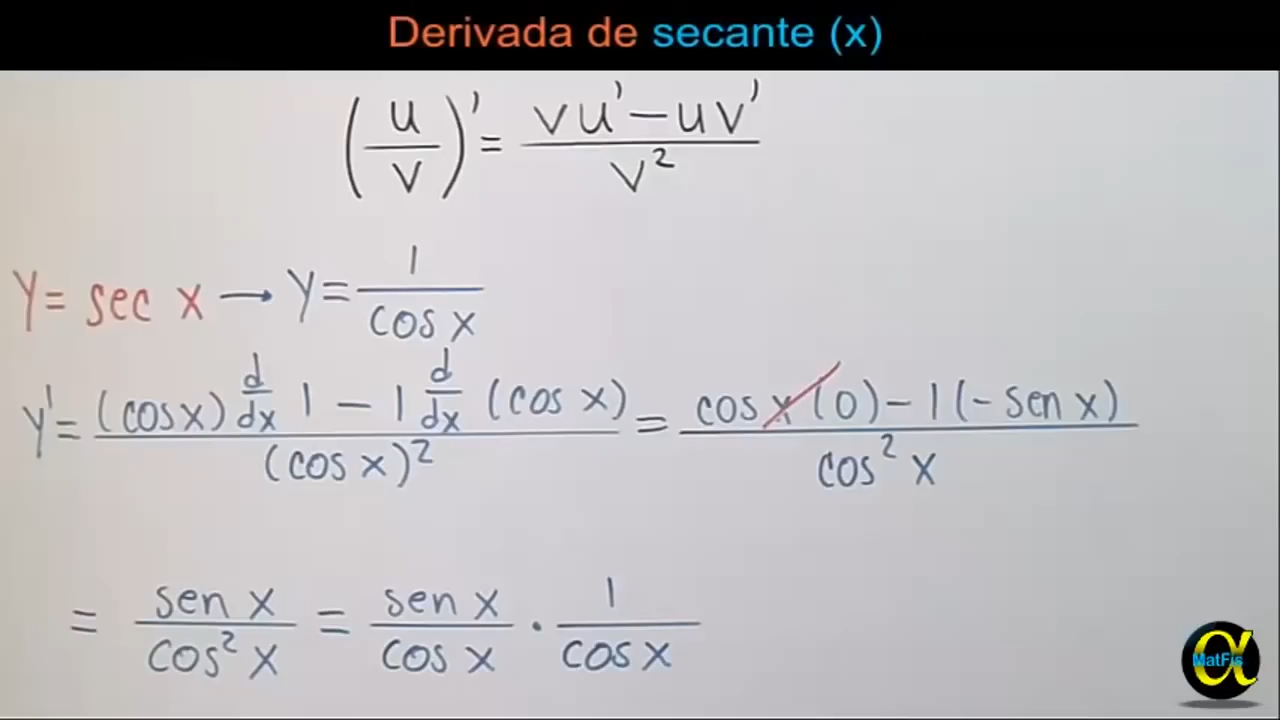 Derivada de secante (x)
(u/v)' = (vu' - uv')/v²
Y = sec x → Y = 1/cos x
Y' = ((cos x) d/dx 1 - 1 d/dx (cos x))/(cos x)² = (cos x (0) - 1 (- sen x))/cos² x
= sen x/cos² x = sen x/cos x · 1/cos x
α MatFis